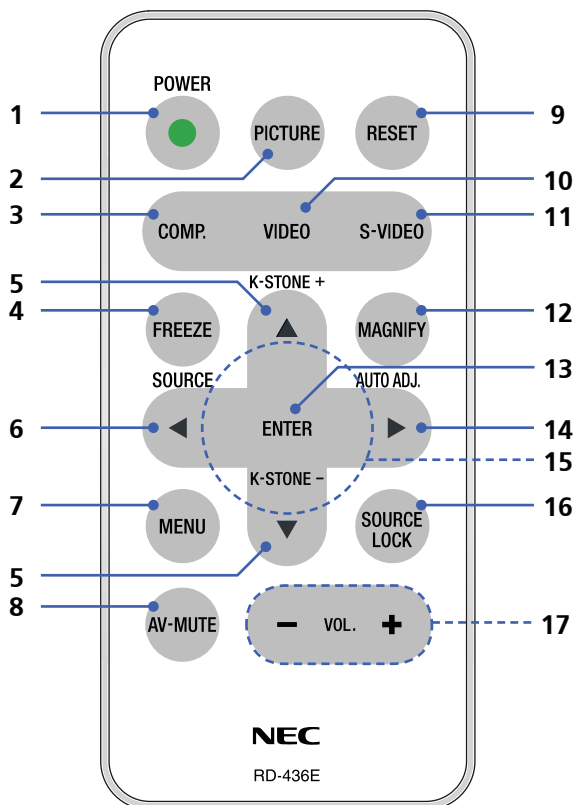 POWER
1
9
PICTURE
RESET
2
10
3
11
COMP.
VIDEO
S-VIDEO
5
K-STONE +
4
12
FREEZE
MAGNIFY
13
SOURCE
AUTO ADJ.
6
ENTER
14
15
K-STONE −
7
16
MENU
SOURCE
LOCK
5
8
AV-MUTE
− VOL. +
17
NEC
RD-436E